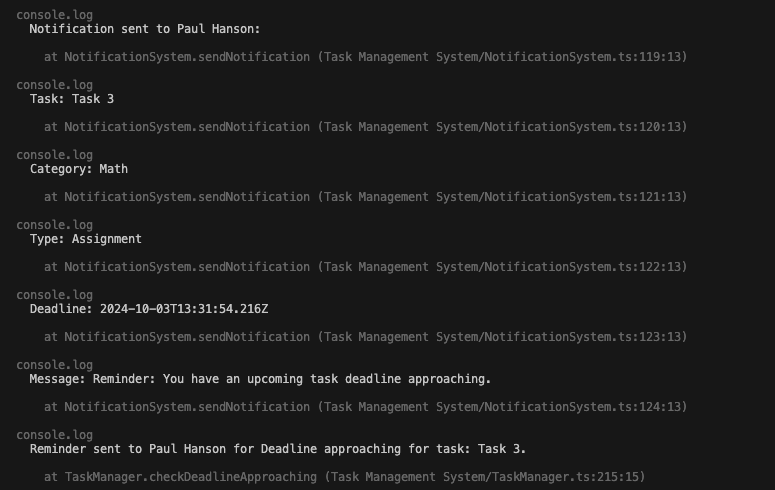 console.log
Notification sent to Paul Hanson:
at NotificationSystem.sendNotification (Task Management System/NotificationSystem.ts:119:13)
console.log
Task: Task 3
at NotificationSystem.sendNotification (Task Management System/NotificationSystem.ts:120:13)
console.log
Category: Math
at NotificationSystem.sendNotification (Task Management System/NotificationSystem.ts:121:13)
console.log
Type: Assignment
at NotificationSystem.sendNotification (Task Management System/NotificationSystem.ts:122:13)
console.log
Deadline: 2024-10-03T13:31:54.216Z
at NotificationSystem.sendNotification (Task Management System/NotificationSystem.ts:123:13)
console.log
Message: Reminder: You have an upcoming task deadline approaching.
at NotificationSystem.sendNotification (Task Management System/NotificationSystem.ts:124:13)
console.log
Reminder sent to Paul Hanson for Deadline approaching for task: Task 3.
at TaskManager.checkDeadlineApproaching (Task Management System/TaskManager.ts:215:15)